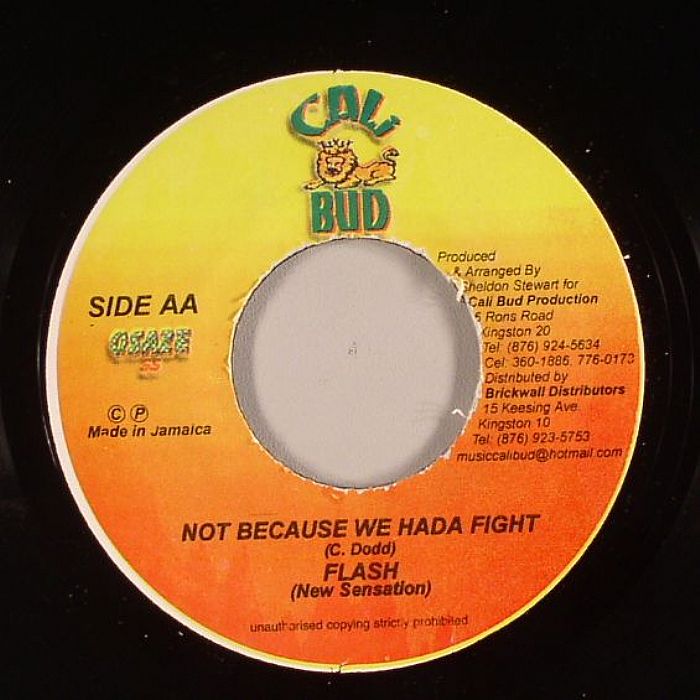 CALI
BUD
SIDE AA
Produced
& Arranged By
Sheldon Stewart for
Cali Bud Production
Rons Road
Kingston 20
Tel: (876) 924-5634
Cel: 360-1886, 776-0173
Distributed by
Brickwall Distributors
15 Keesing Ave.
Kingston 10
Tel: (876) 923-5753
musiccalibud@hotmail.com
© ℗
Made in Jamaica
NOT BECAUSE WE HADA FIGHT
(C. Dodd)
FLASH
(New Sensation)
unauthorised copying strictly prohibited